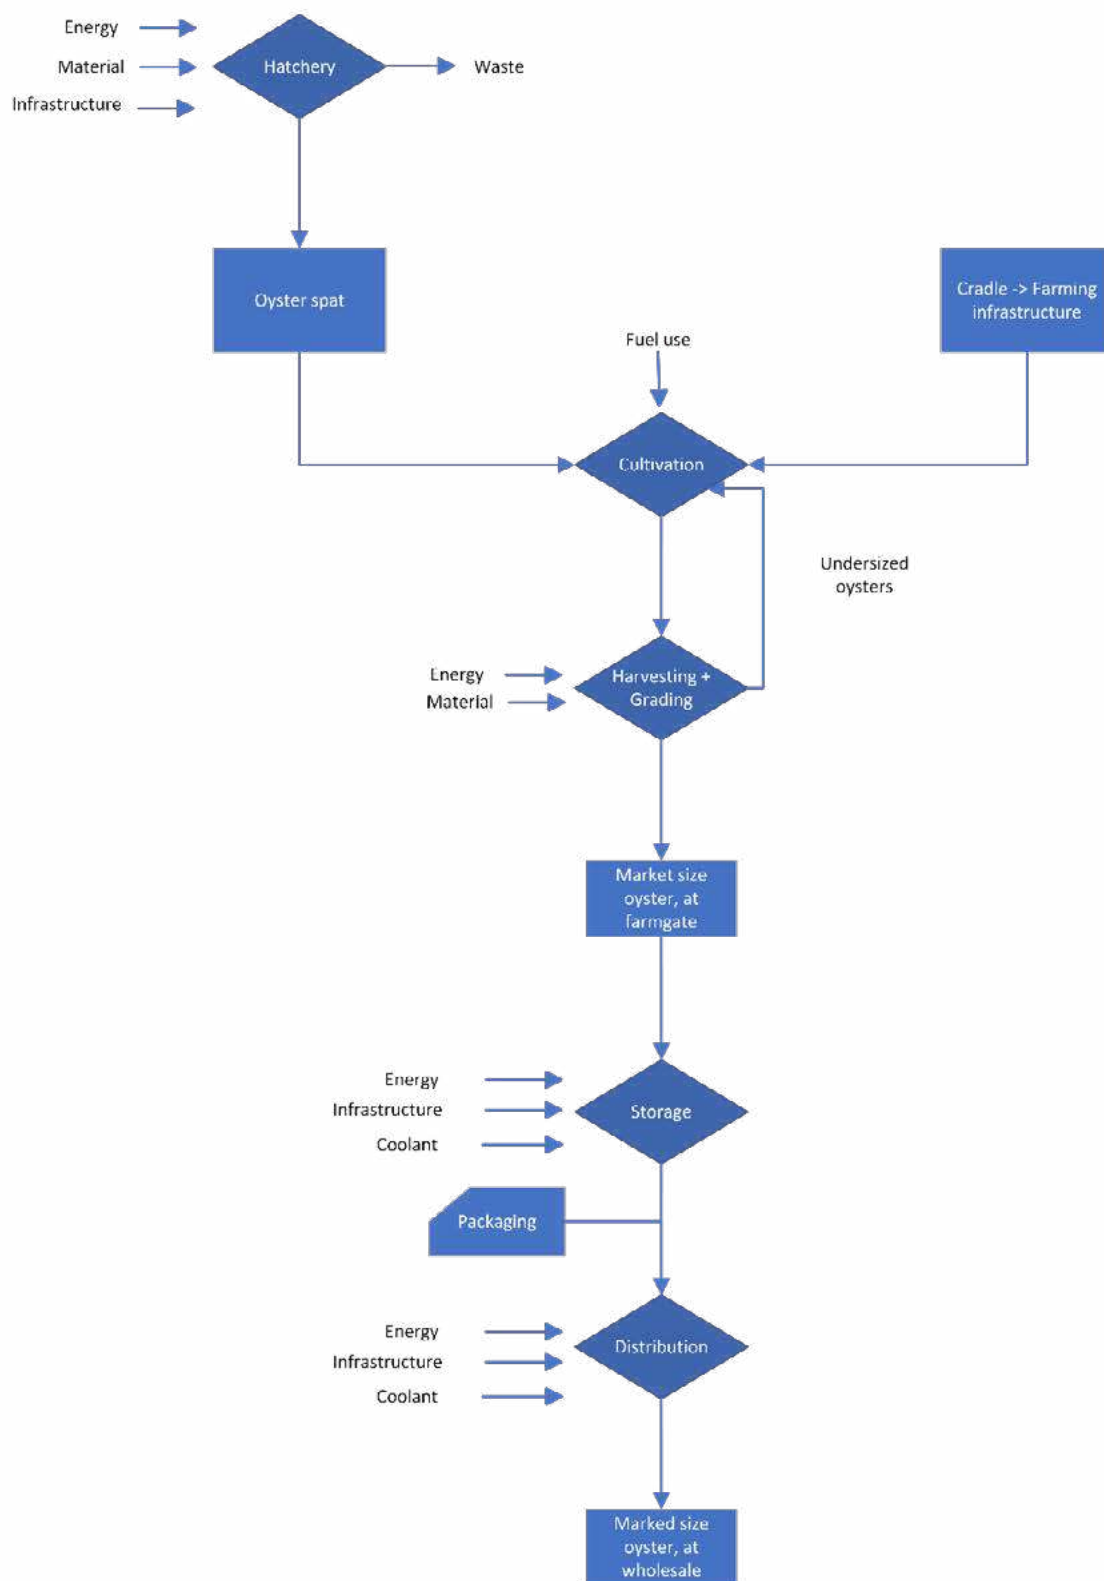 Energy
Material
Infrastructure
Hatchery
Waste
Oyster spat
Cradle -> Farming
infrastructure
Fuel use
Cultivation
Undersized
oysters
Energy
Material
Harvesting +
Grading
Market size
oyster, at
farmgate
Energy
Infrastructure
Coolant
Storage
Packaging
Energy
Infrastructure
Coolant
Distribution
Marked size
oyster, at
wholesale